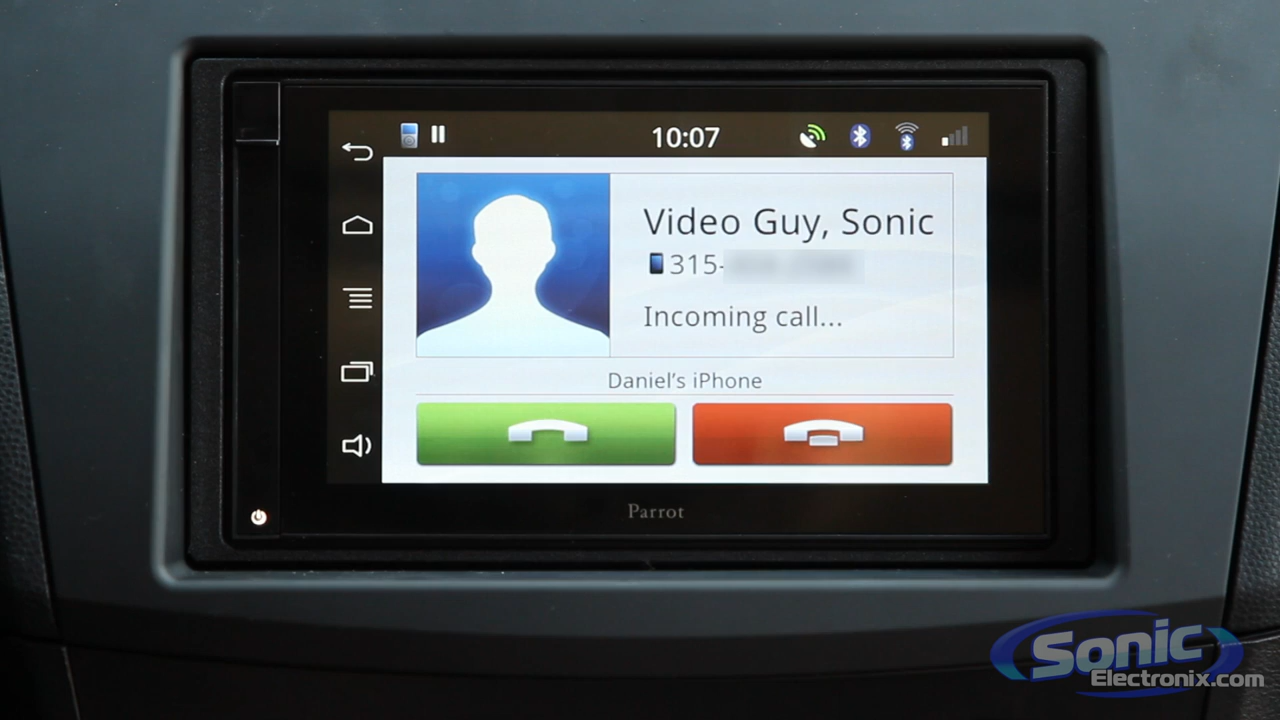 10:07
Video Guy, Sonic
315-
Incoming call...
Daniel's iPhone
Parrot
Sonic
Electronix.com